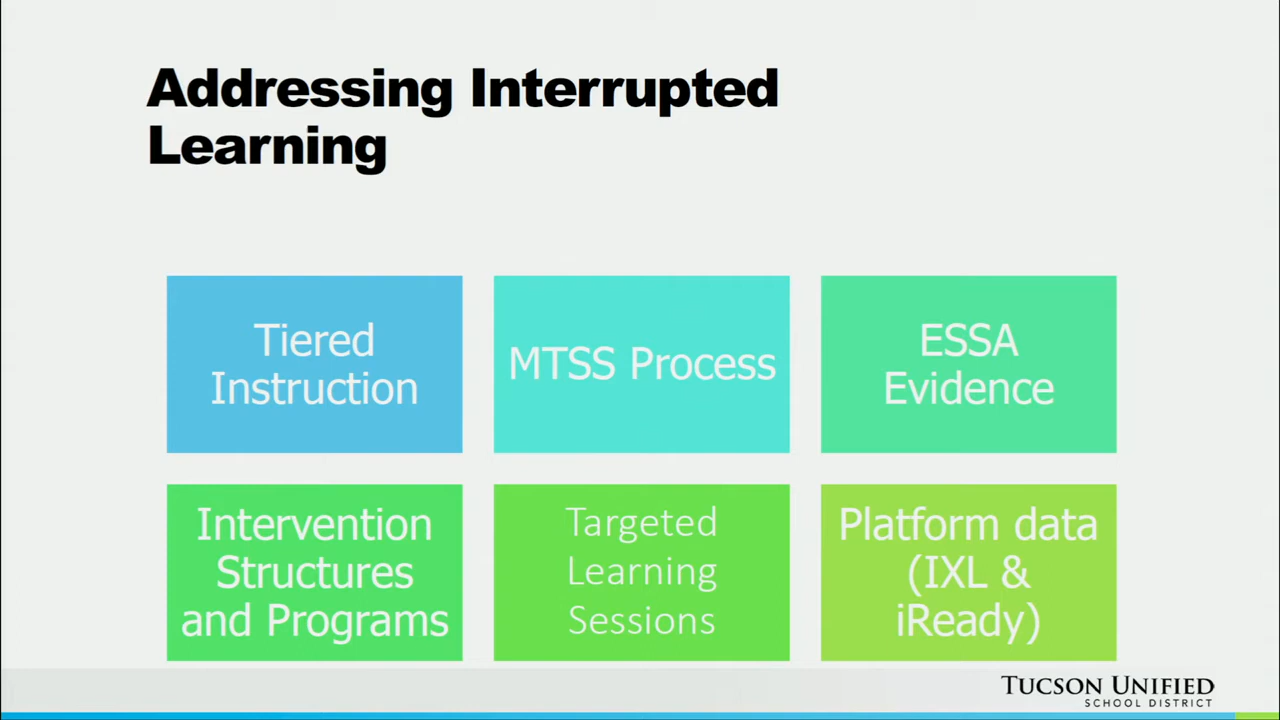 Addressing Interrupted
Learning
Tiered
Instruction
MTSS Process
ESSA
Evidence
Intervention
Structures
and Programs
Targeted
Learning
Sessions
Platform data
(IXL &
iReady)
TUCSON UNIFIED
SCHOOL DISTRICT